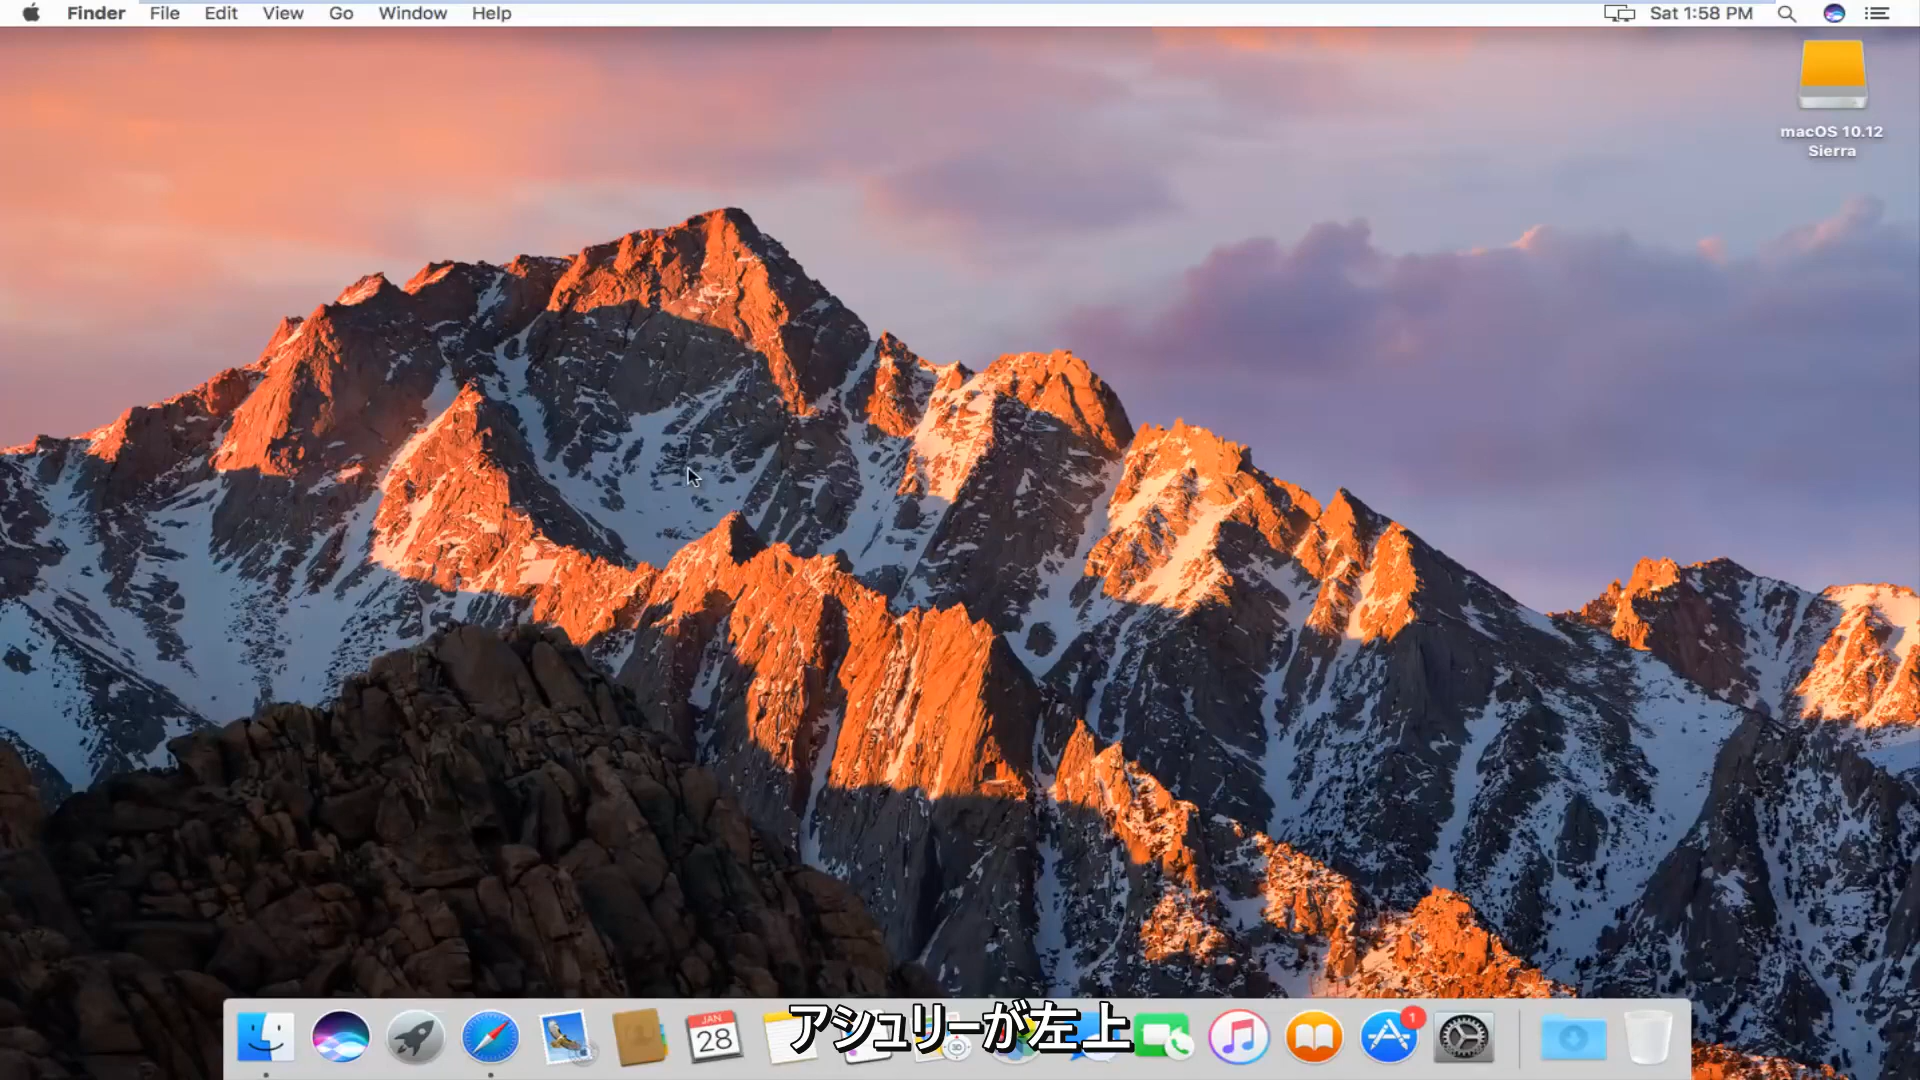 Finder File Edit View Go Window Help Sat 1:58 PM
macOS 10.12
Sierra
JAN
28
3D
1
アシュリーが左上